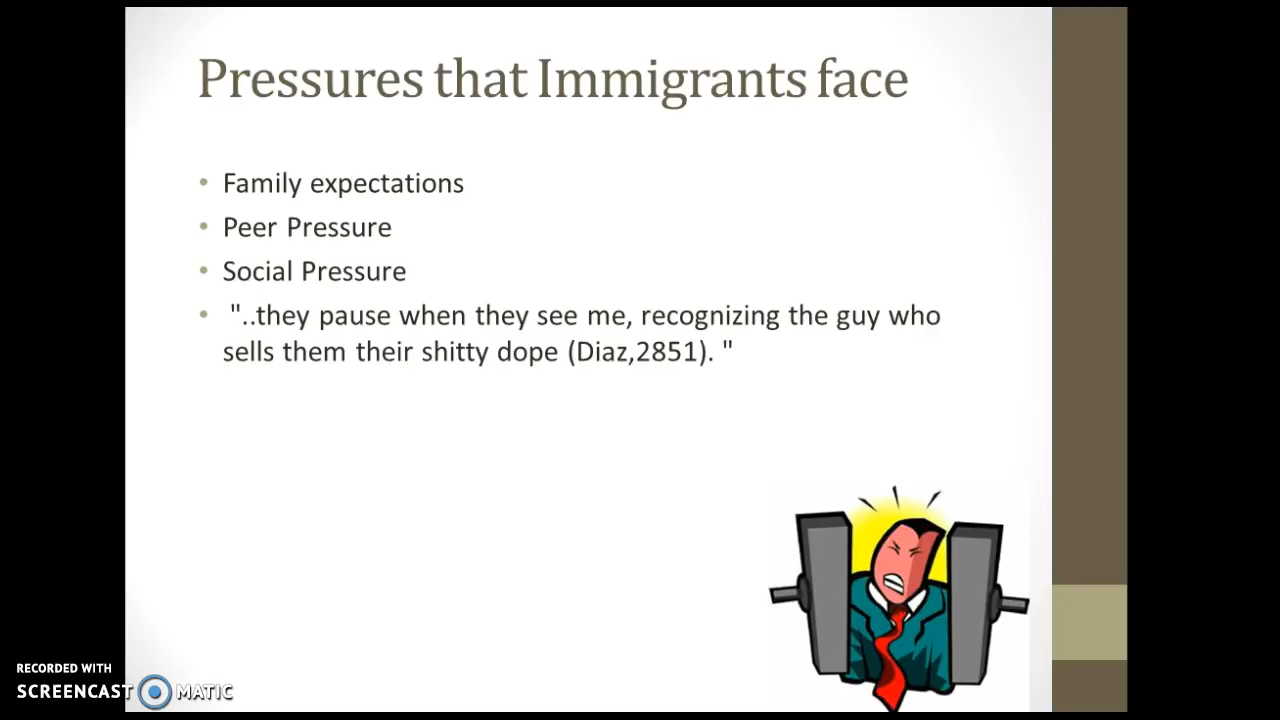 Pressures that Immigrants face
• Family expectations
• Peer Pressure
• Social Pressure
• "..they pause when they see me, recognizing the guy who
sells them their shitty dope (Diaz,2851). "
RECORDED WITH
SCREENCAST MATIC